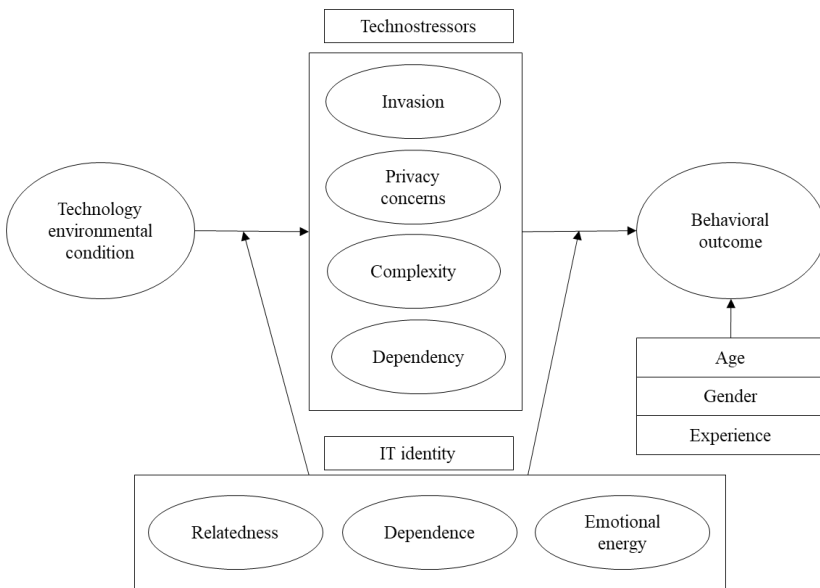 Technostressors
Invasion
Privacy
concerns
Complexity
Dependency
Technology
environmental
condition
Behavioral
outcome
Age
Gender
Experience
IT identity
Relatedness
Dependence
Emotional
energy